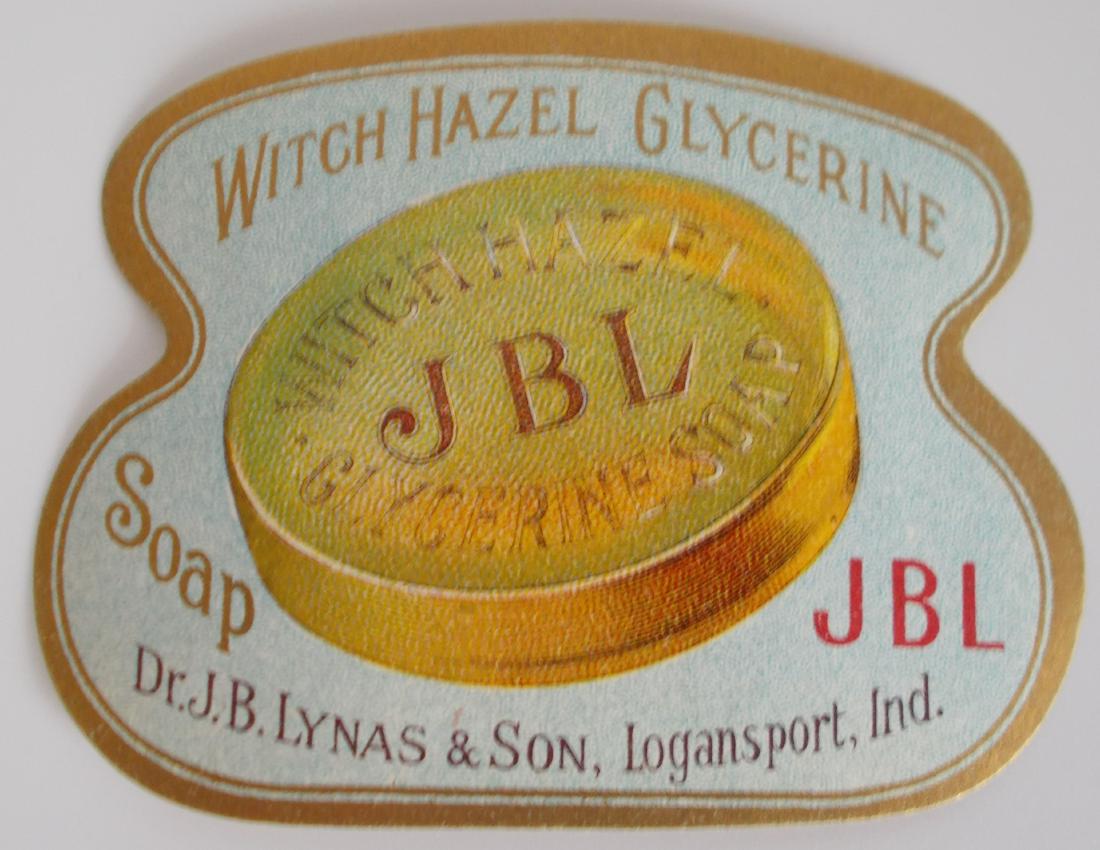 WITCH HAZEL GLYCERINE
WITCH HAZEL
JBL
GLYCERINE SOAP
Soap
JBL
Dr. J. B. LYNAS & SON, Logansport, Ind.